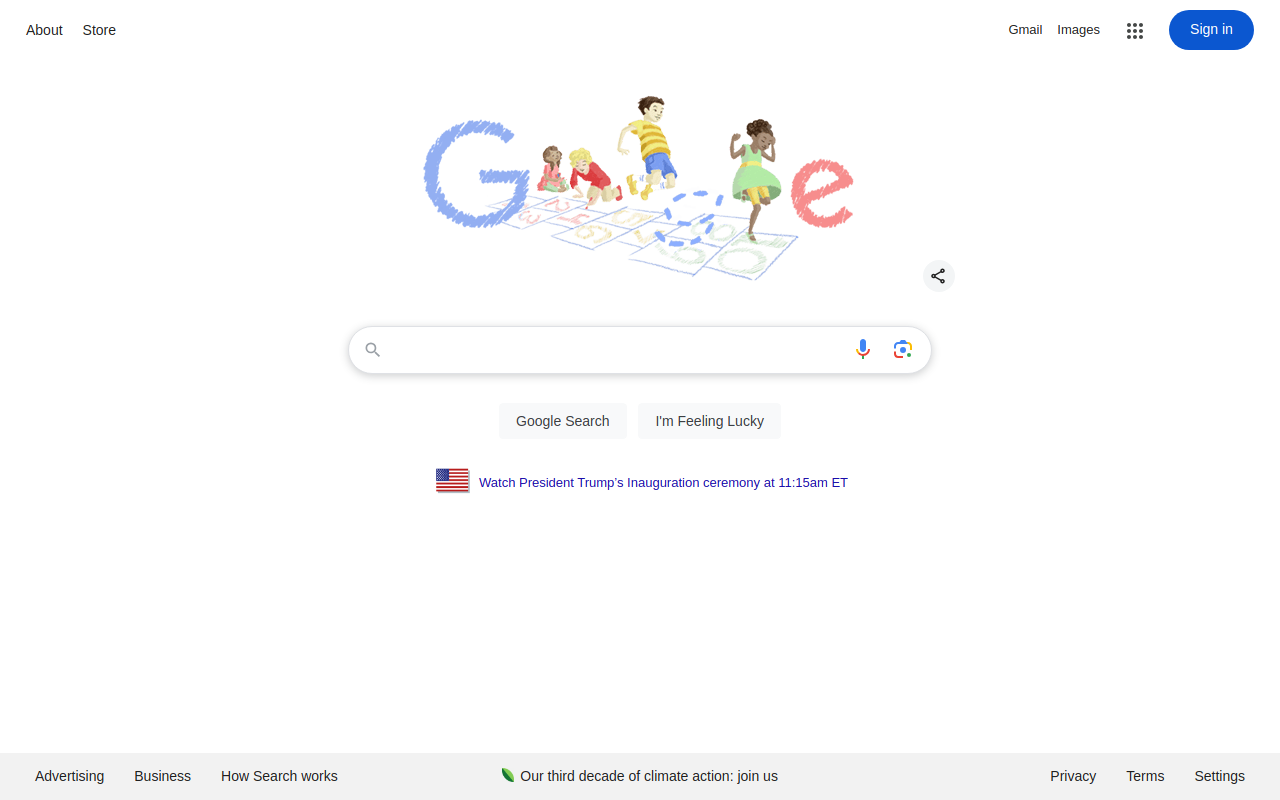 About Store
Gmail Images Sign in
G e
Google Search I'm Feeling Lucky
Watch President Trump's Inauguration ceremony at 11:15am ET
Advertising Business How Search works Our third decade of climate action: join us Privacy Terms Settings